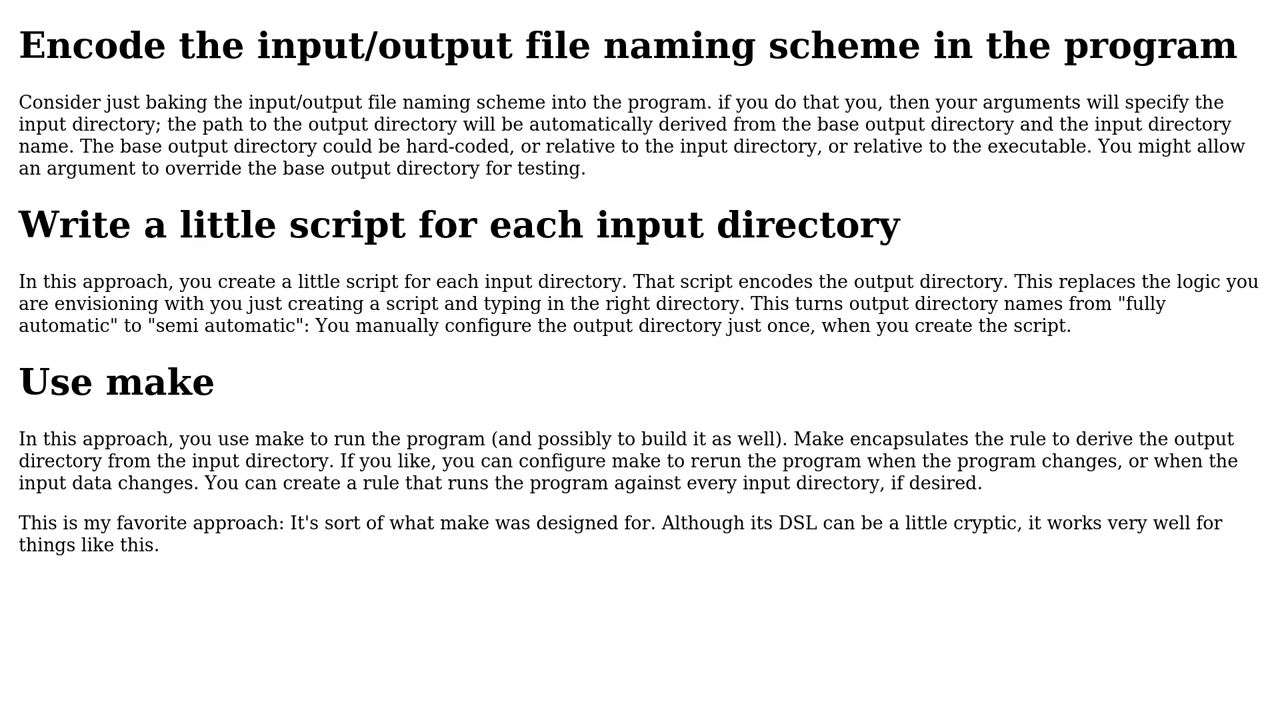 Encode the input/output file naming scheme in the program
Consider just baking the input/output file naming scheme into the program. if you do that you, then your arguments will specify the
input directory; the path to the output directory will be automatically derived from the base output directory and the input directory
name. The base output directory could be hard-coded, or relative to the input directory, or relative to the executable. You might allow
an argument to override the base output directory for testing.
Write a little script for each input directory
In this approach, you create a little script for each input directory. That script encodes the output directory. This replaces the logic you
are envisioning with you just creating a script and typing in the right directory. This turns output directory names from "fully
automatic" to "semi automatic": You manually configure the output directory just once, when you create the script.
Use make
In this approach, you use make to run the program (and possibly to build it as well). Make encapsulates the rule to derive the output
directory from the input directory. If you like, you can configure make to rerun the program when the program changes, or when the
input data changes. You can create a rule that runs the program against every input directory, if desired.
This is my favorite approach: It's sort of what make was designed for. Although its DSL can be a little cryptic, it works very well for
things like this.